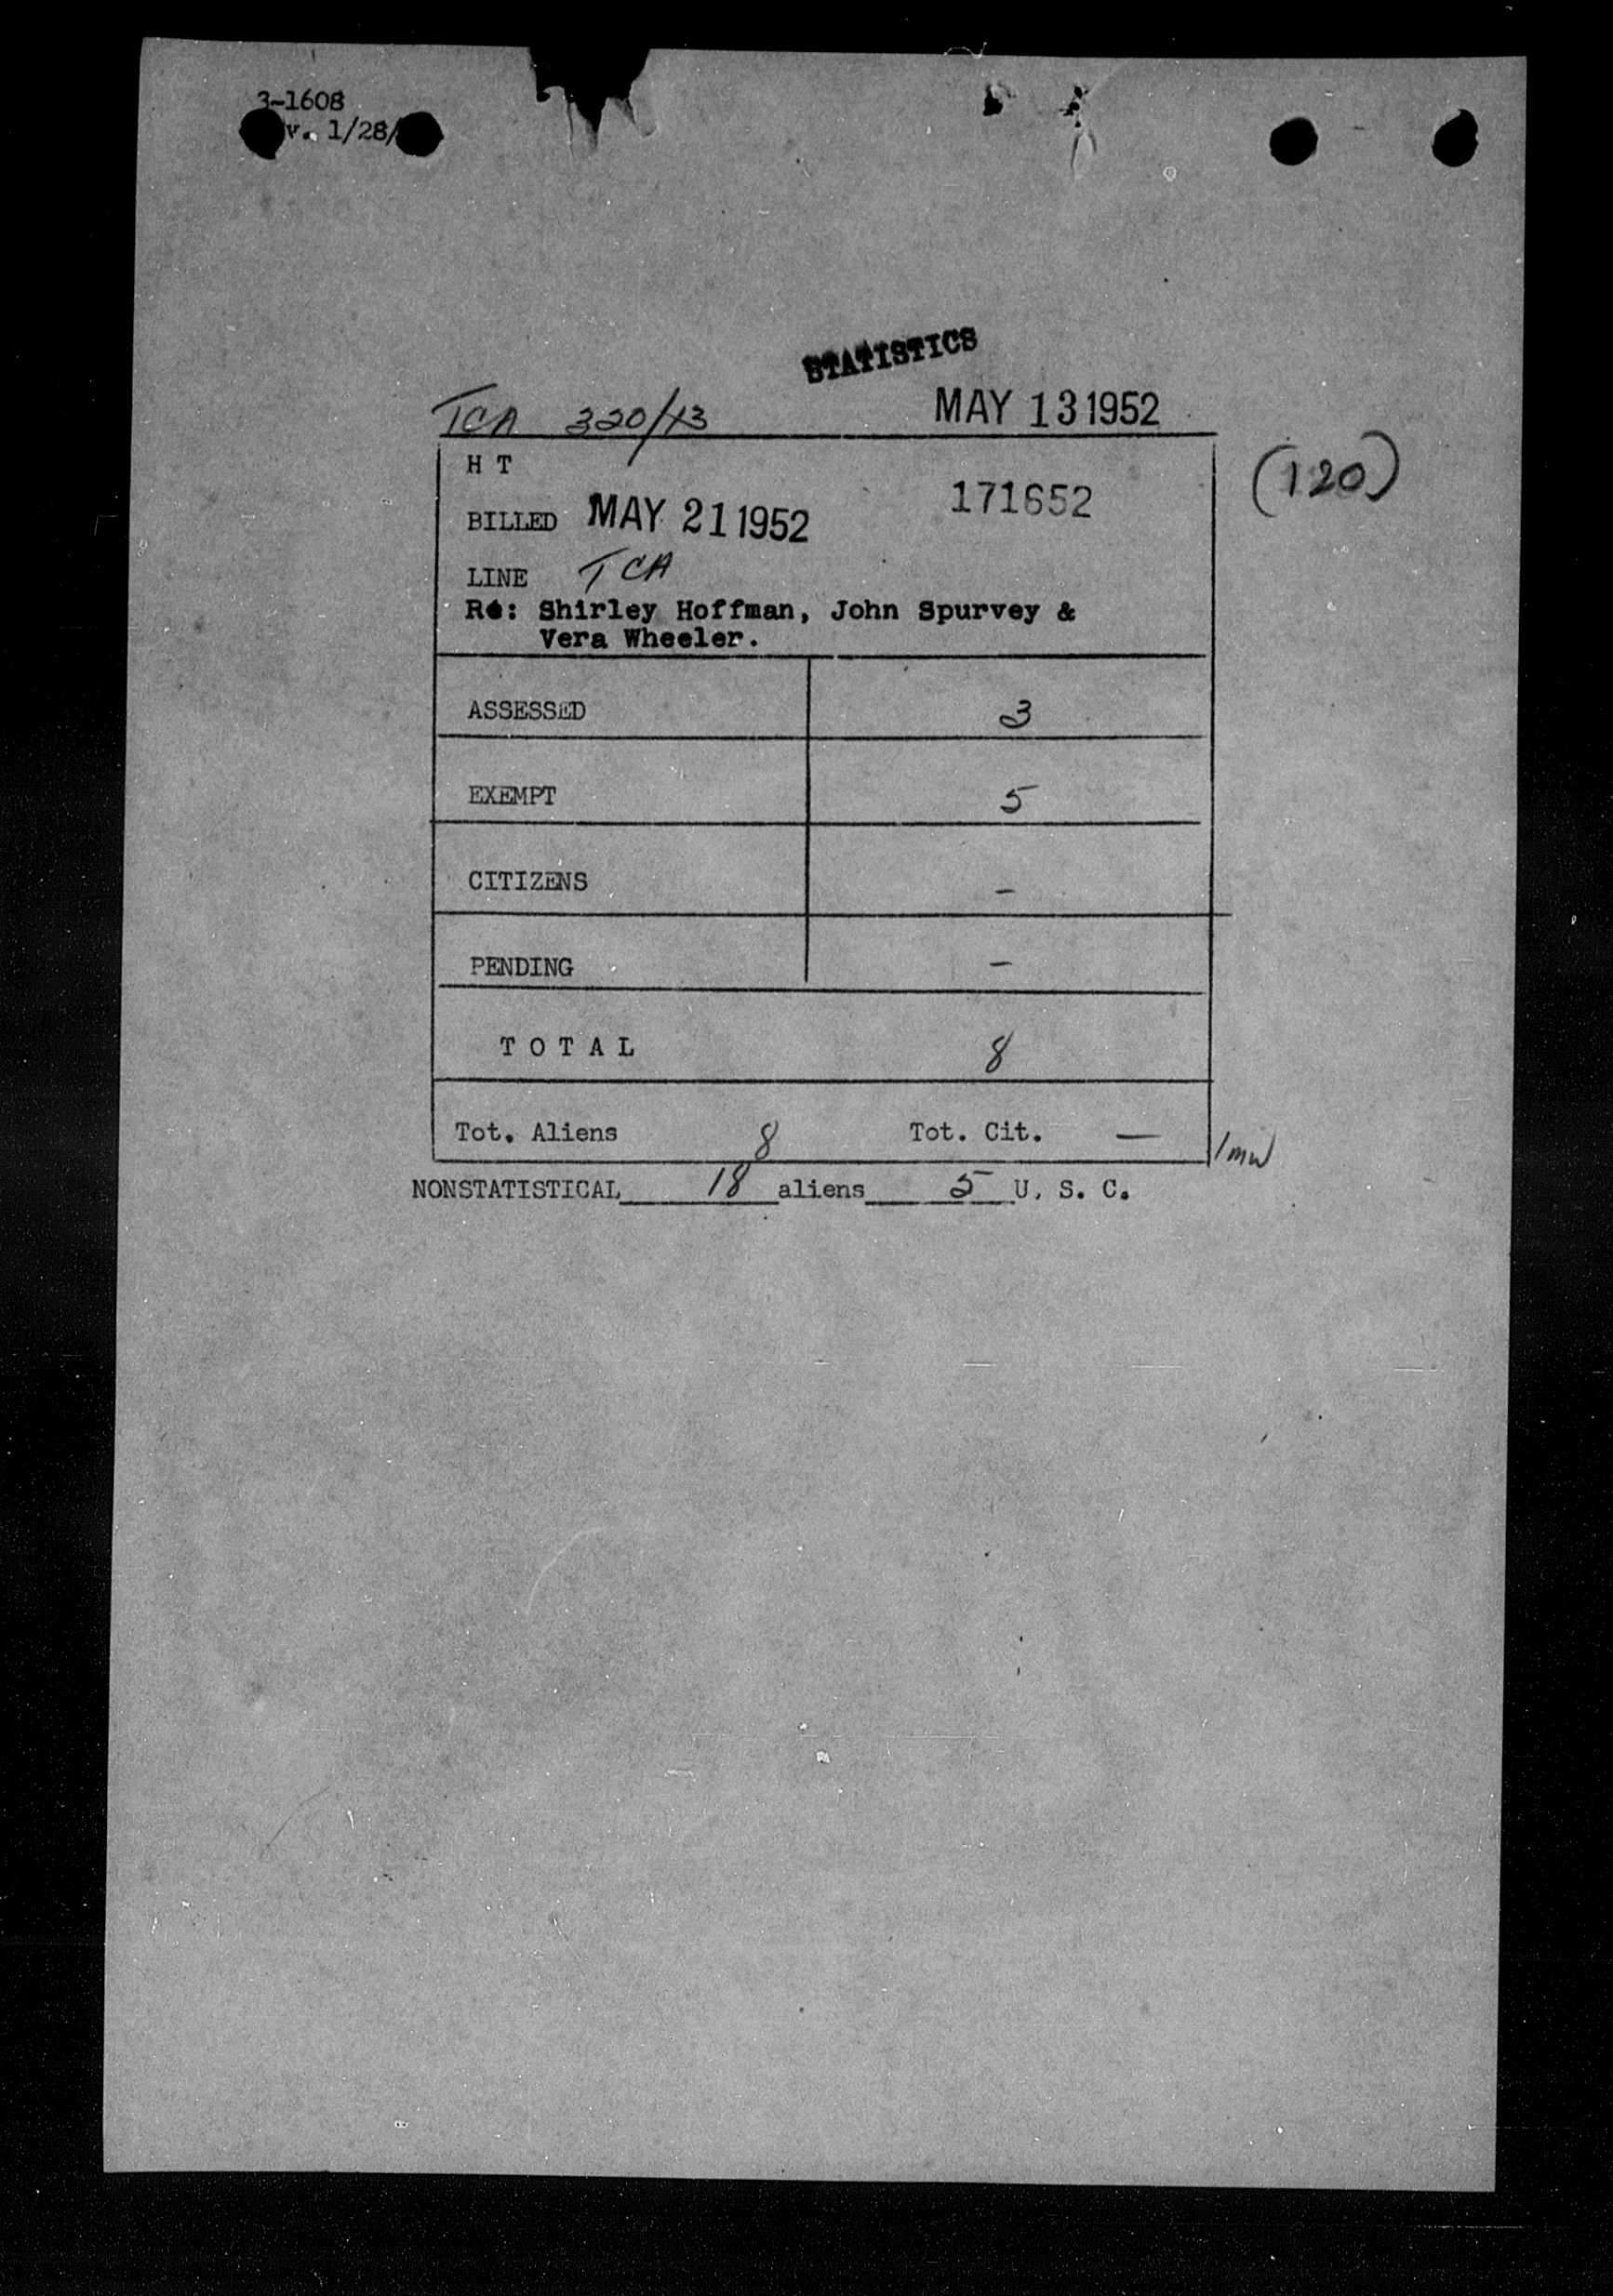 3-1608
v. 1/28/
STATISTICS
TCA 320/13 MAY 13 1952
H T
(120)
171652
BILLED MAY 21 1952
LINE TCA
Re: Shirley Hoffman, John Spurvey &
Vera Wheeler.
ASSESSED 3
EXEMPT 5
CITIZENS -
PENDING -
T O T A L 8
Tot. Aliens 8 Tot. Cit. — /mw
NONSTATISTICAL 18 aliens 5 U. S. C.